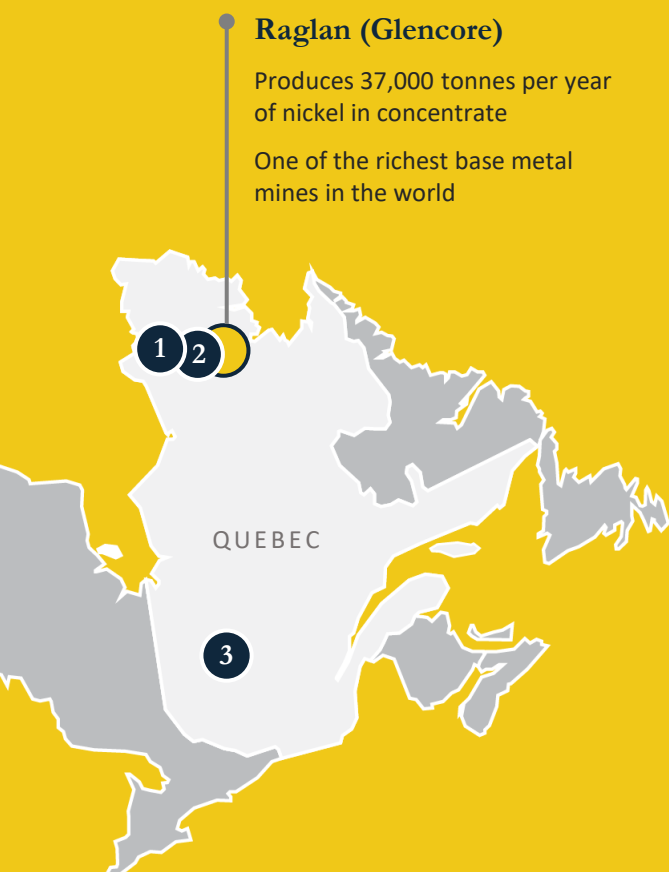 Raglan (Glencore)
Produces 37,000 tonnes per year
of nickel in concentrate
One of the richest base metal
mines in the world
1
2
QUEBEC
3